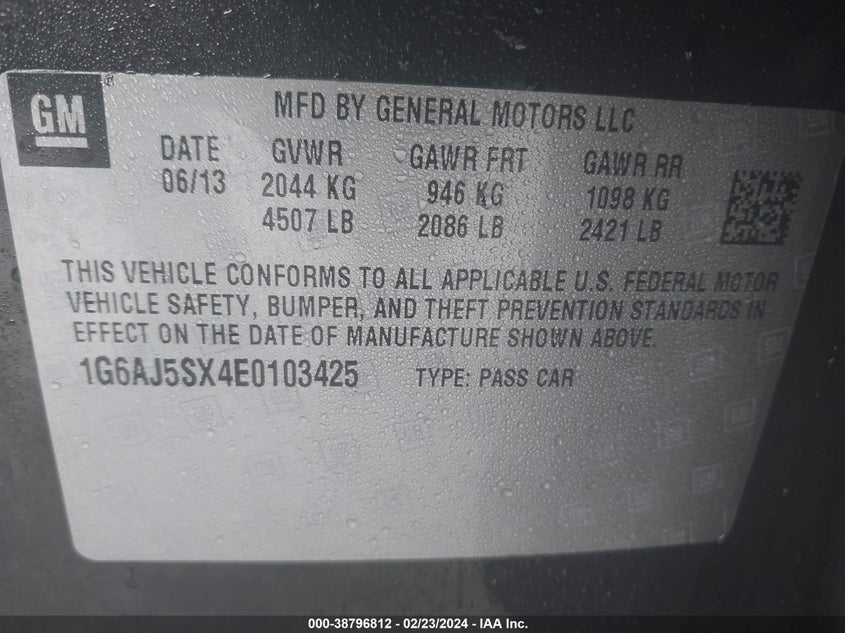 GM
MFD BY GENERAL MOTORS LLC
DATE GVWR GAWR FRT GAWR RR
06/13 2044 KG 946 KG 1098 KG
4507 LB 2086 LB 2421 LB
THIS VEHICLE CONFORMS TO ALL APPLICABLE U.S. FEDERAL MOTOR
VEHICLE SAFETY, BUMPER, AND THEFT PREVENTION STANDARDS IN
EFFECT ON THE DATE OF MANUFACTURE SHOWN ABOVE.
1G6AJ5SX4E0103425 TYPE: PASS CAR
000-38796812 - 02/23/2024 - IAA Inc.